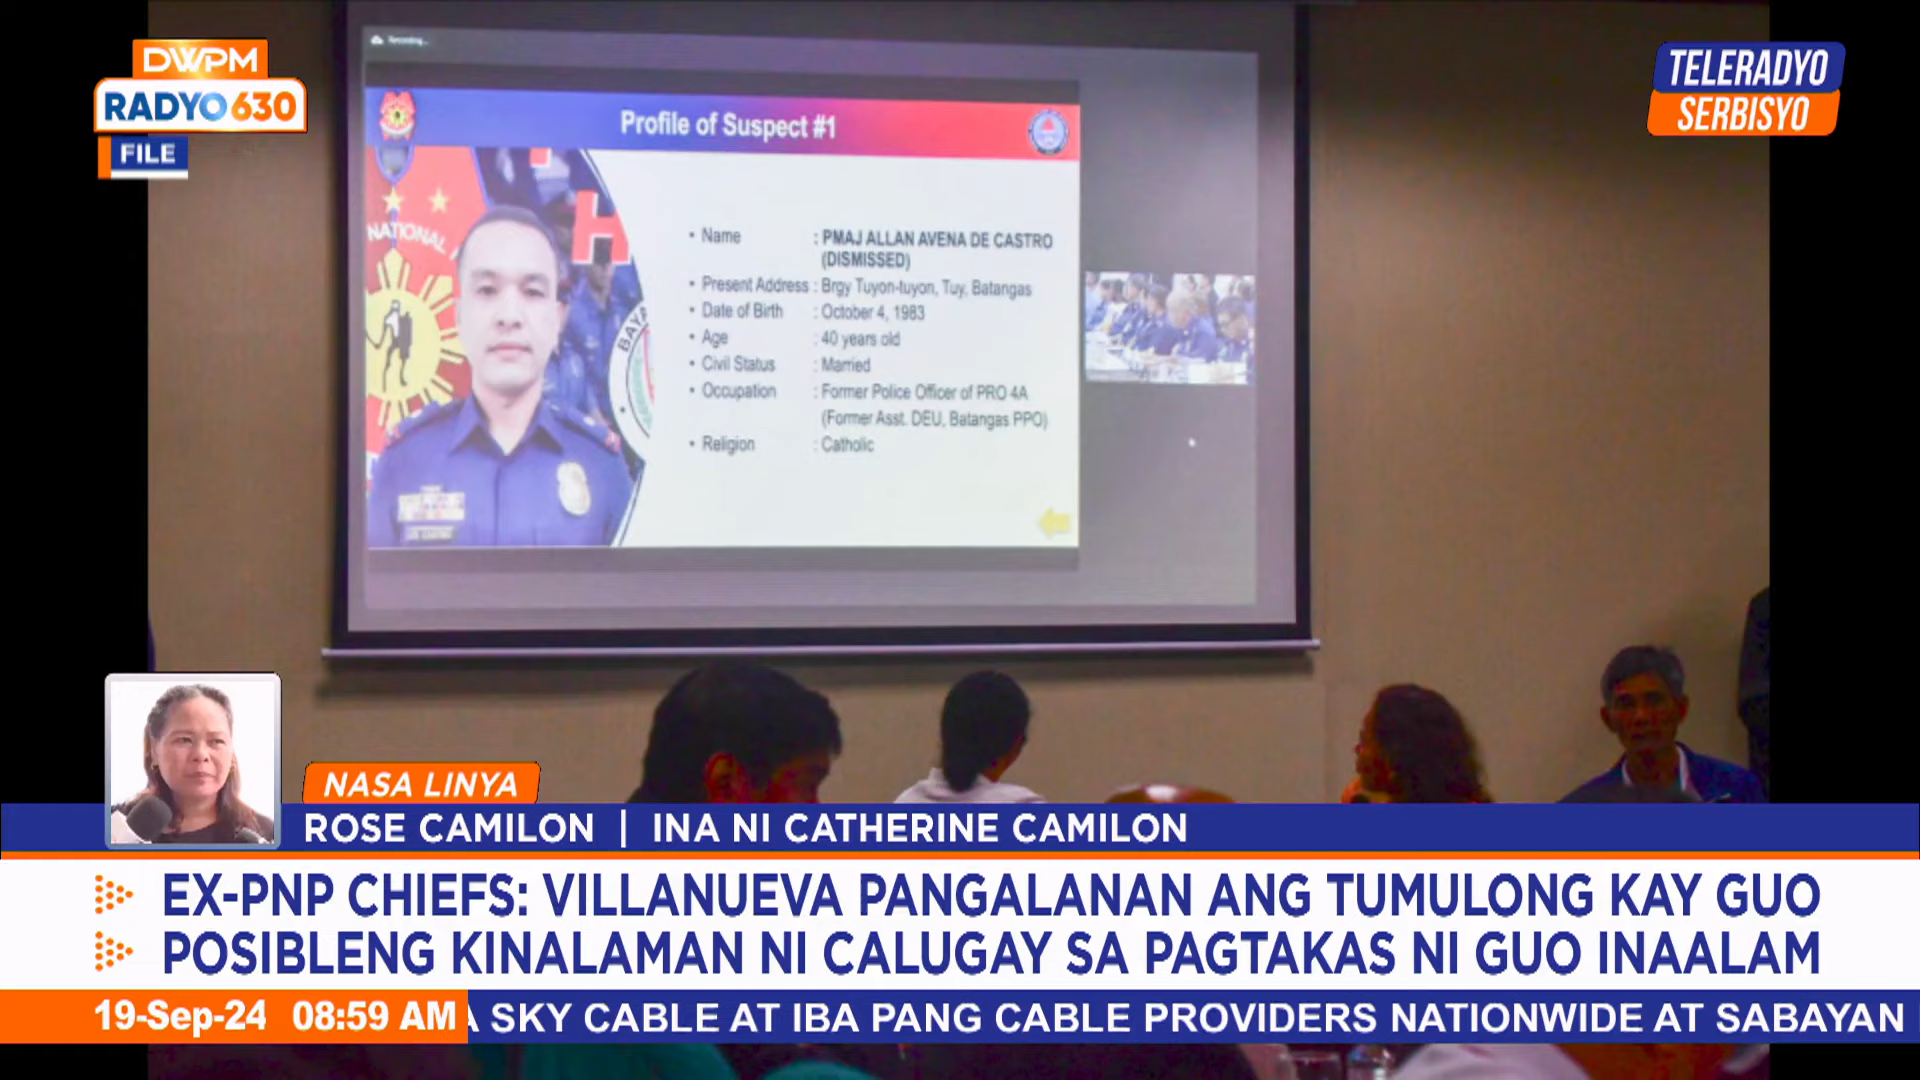 DWPM
RADYO 630
FILE
TELERADYO
SERBISYO
Recording...
Profile of Suspect #1
NATIONAL
H
BAYA
• Name : PMAJ ALLAN AVENA DE CASTRO
(DISMISSED)
• Present Address : Brgy Tuyon-tuyon, Tuy, Batangas
• Date of Birth : October 4, 1983
• Age : 40 years old
• Civil Status : Married
• Occupation : Former Police Officer of PRO 4A
(Former Asst. DEU, Batangas PPO)
• Religion : Catholic
NASA LINYA
ROSE CAMILON | INA NI CATHERINE CAMILON
EX-PNP CHIEFS: VILLANUEVA PANGALANAN ANG TUMULONG KAY GUO
POSIBLENG KINALAMAN NI CALUGAY SA PAGTAKAS NI GUO INAALAM
19-Sep-24 08:59 AM
A SKY CABLE AT IBA PANG CABLE PROVIDERS NATIONWIDE AT SABAYAN